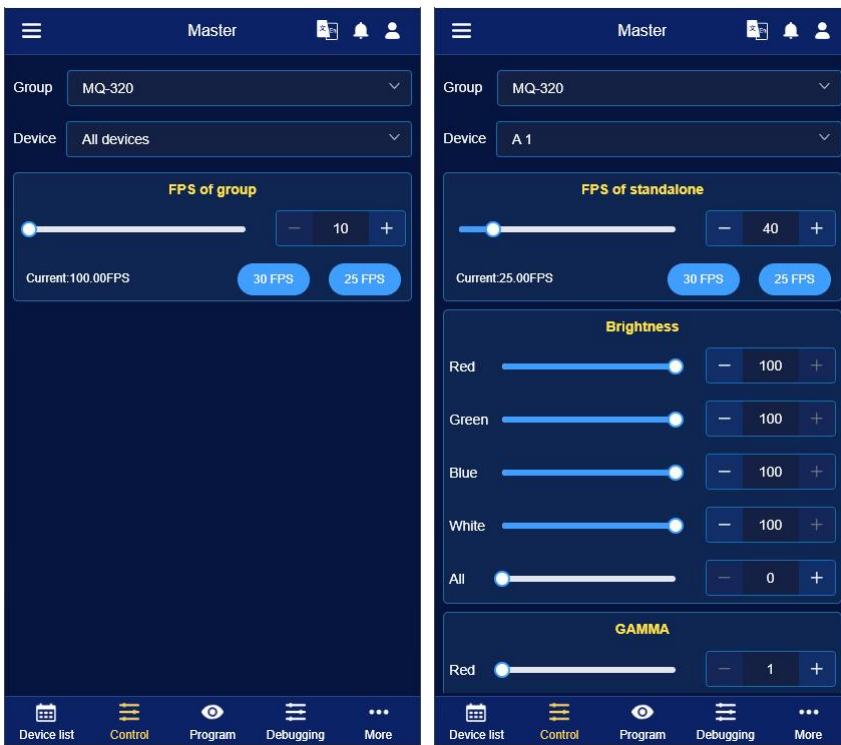 Master
Group MQ-320
Device All devices
FPS of group
10
Current:100.00FPS 30 FPS 25 FPS
Device list Control Program Debugging More
Master
Group MQ-320
Device A 1
FPS of standalone
40
Current:25.00FPS 30 FPS 25 FPS
Brightness
Red 100
Green 100
Blue 100
White 100
All 0
GAMMA
Red 1
Device list Control Program Debugging More